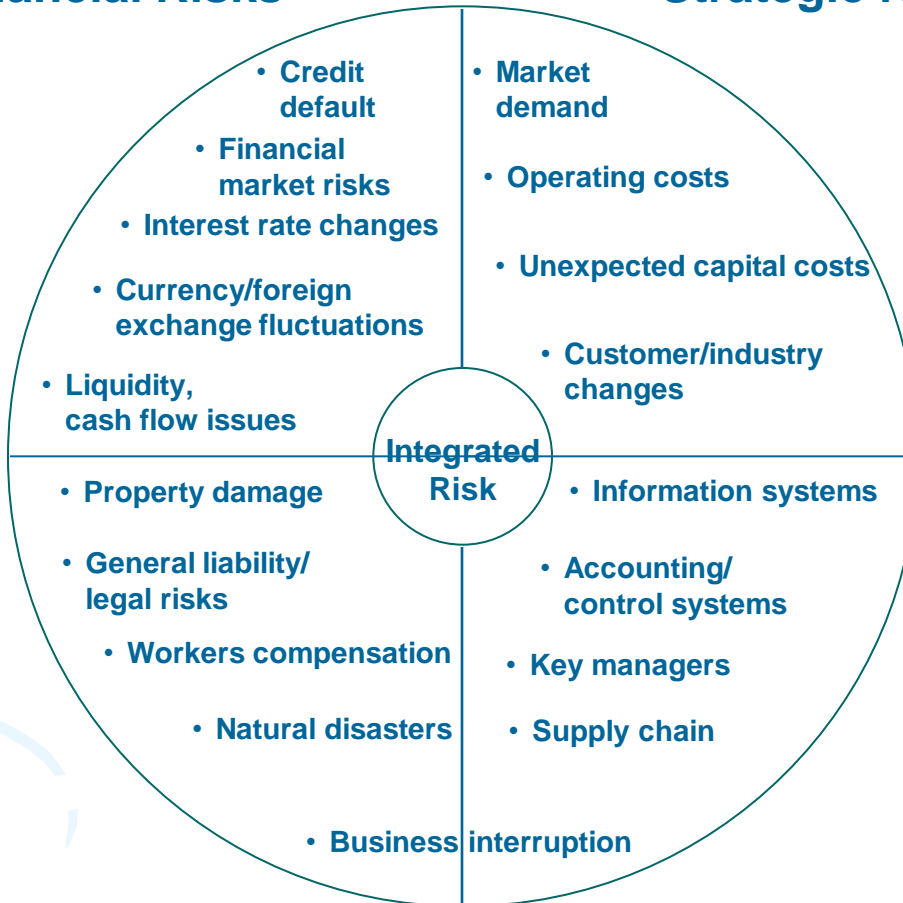 Risks
Strategic
• Credit
default
• Financial
market risks
• Interest rate changes
• Currency/foreign
exchange fluctuations
• Liquidity,
cash flow issues
• Market
demand
• Operating costs
• Unexpected capital costs
• Customer/industry
changes
Integrated
Risk
• Property damage
• General liability/
legal risks
• Workers compensation
• Natural disasters
• Information systems
• Accounting/
control systems
• Key managers
• Supply chain
• Business interruption